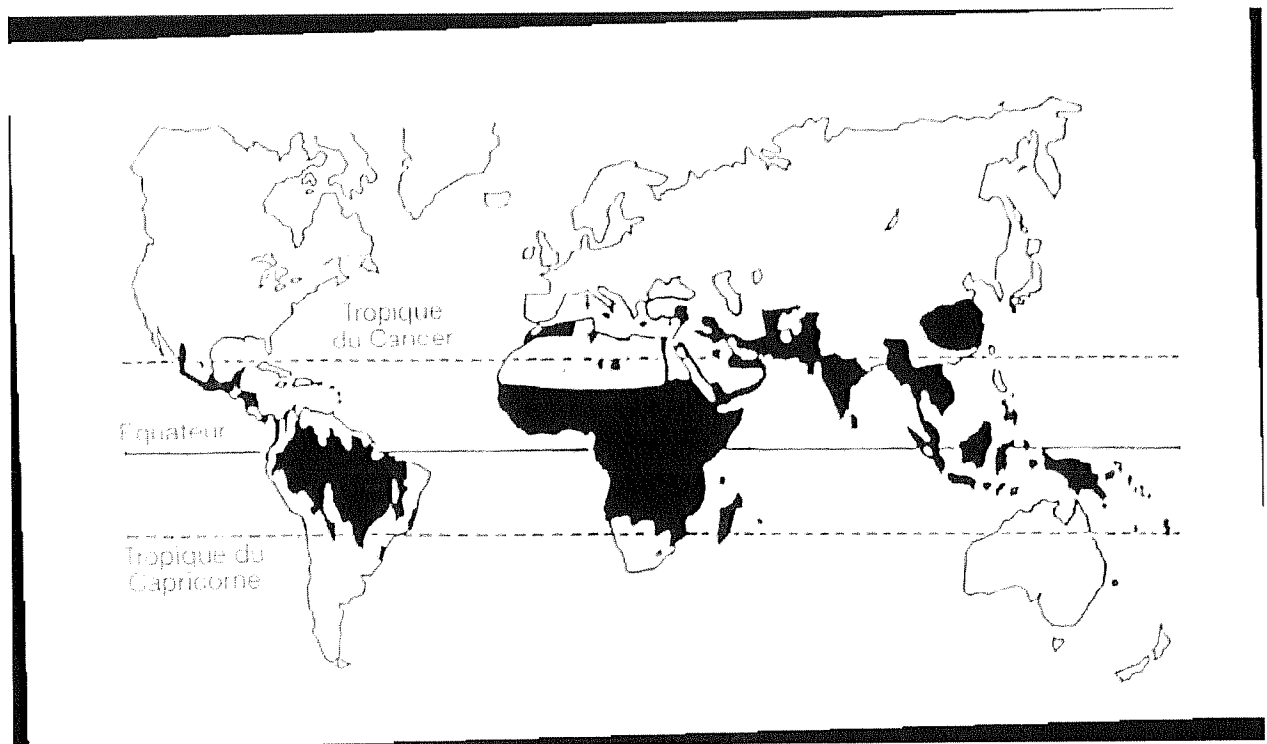 Tropique
du Cancer
Equateur
Tropique du
Capricorne